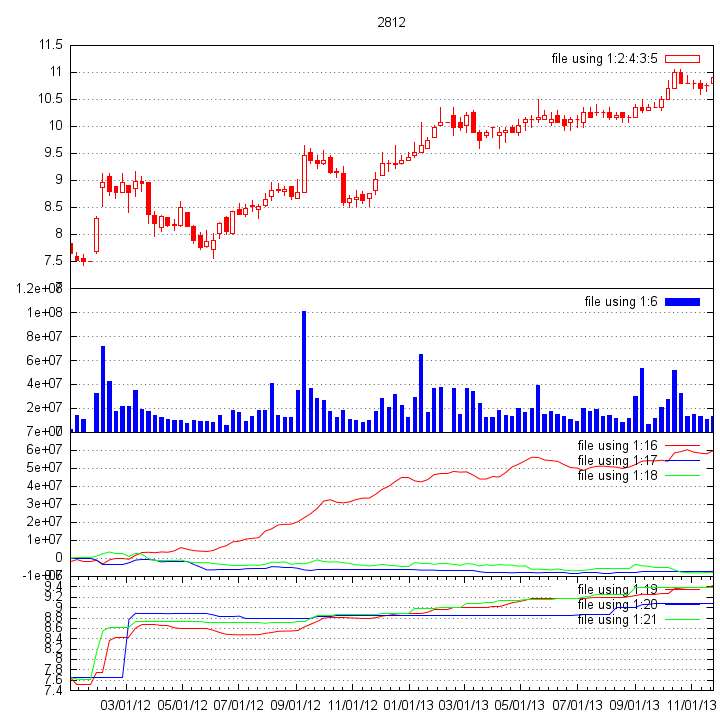 2812
11.5
file using 1:2:4:3:5
11
10.5
10
9.5
9
8.5
8
7.5
1.2e+08
file using 1:6
1e+08
8e+07
6e+07
4e+07
2e+07
7e+07
file using 1:16
6e+07
file using 1:17
5e+07
file using 1:18
4e+07
3e+07
2e+07
1e+07
0
-1e+07
9.4
file using 1:19
9.2
9
file using 1:20
8.8
file using 1:21
8.6
8.4
8.2
8
7.8
7.6
7.4
03/01/12 05/01/12 07/01/12 09/01/12 11/01/12 01/01/13 03/01/13 05/01/13 07/01/13 09/01/13 11/01/13